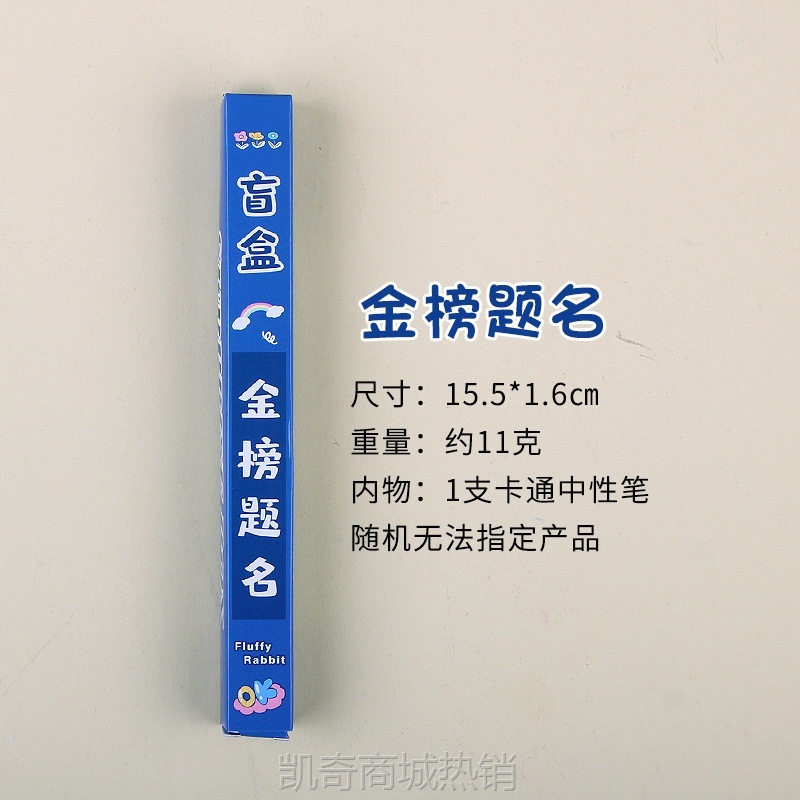 盲盒
金榜题名
Fluffy
Rabbit
OK
金榜题名
尺寸：15.5*1.6㎝
重量：约11克
内物：1支卡通中性笔
随机无法指定产品
凯奇商城热销